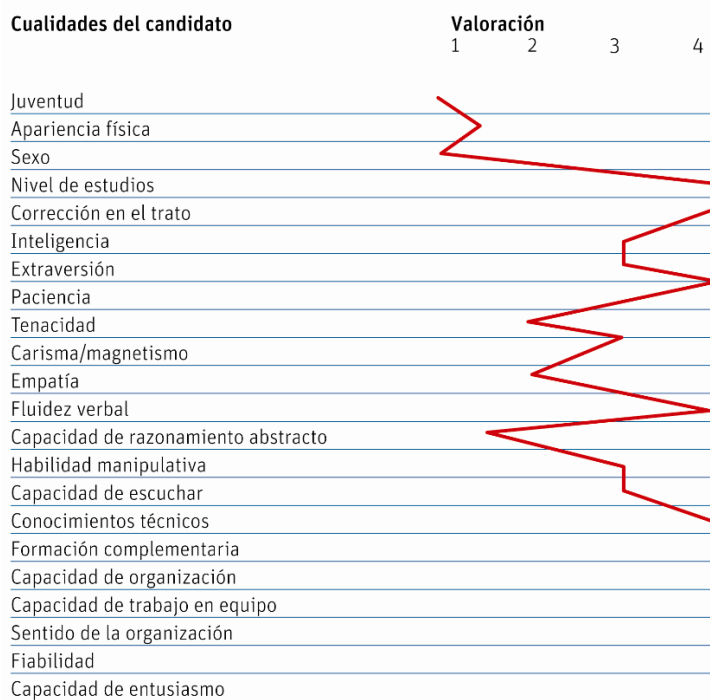 Cualidades del candidato Valoración
1 2 3 4
Juventud
Apariencia física
Sexo
Nivel de estudios
Corrección en el trato
Inteligencia
Extraversión
Paciencia
Tenacidad
Carisma/magnetismo
Empatía
Fluidez verbal
Capacidad de razonamiento abstracto
Habilidad manipulativa
Capacidad de escuchar
Conocimientos técnicos
Formación complementaria
Capacidad de organización
Capacidad de trabajo en equipo
Sentido de la organización
Fiabilidad
Capacidad de entusiasmo